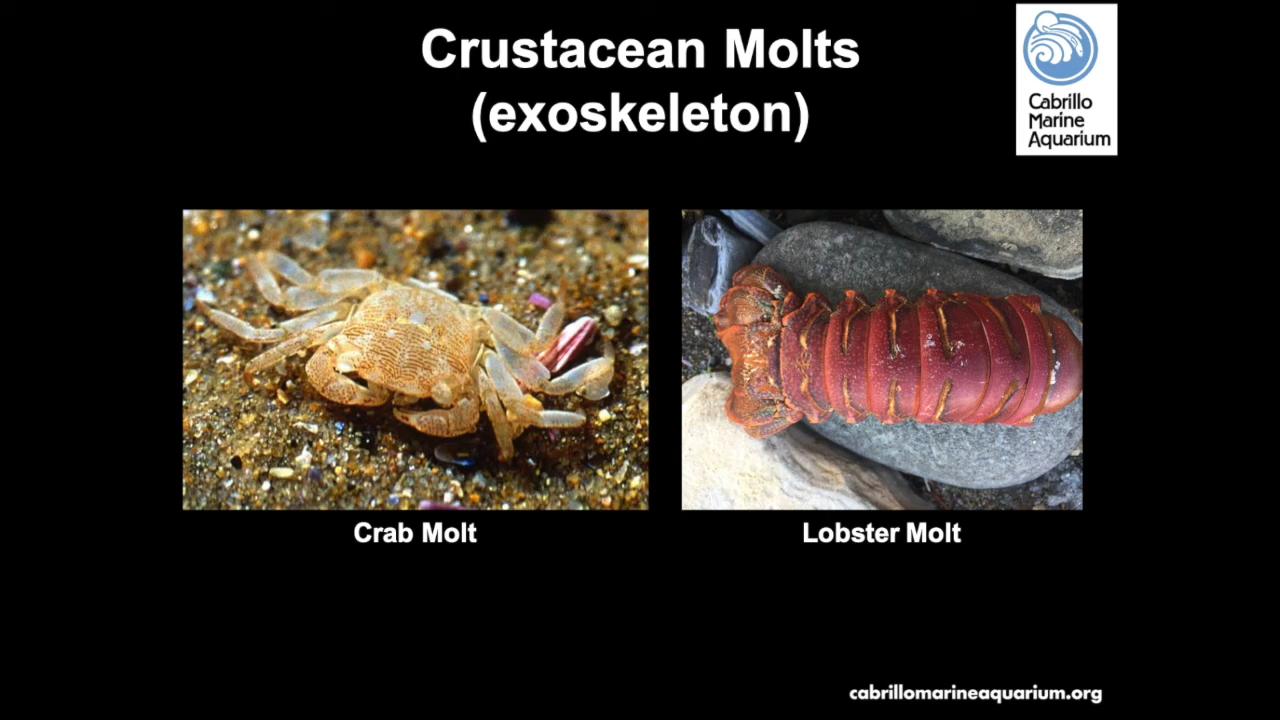 Crustacean Molts
(exoskeleton)
Cabrillo
Marine
Aquarium
Crab Molt
Lobster Molt
cabrillomarineaquarium.org